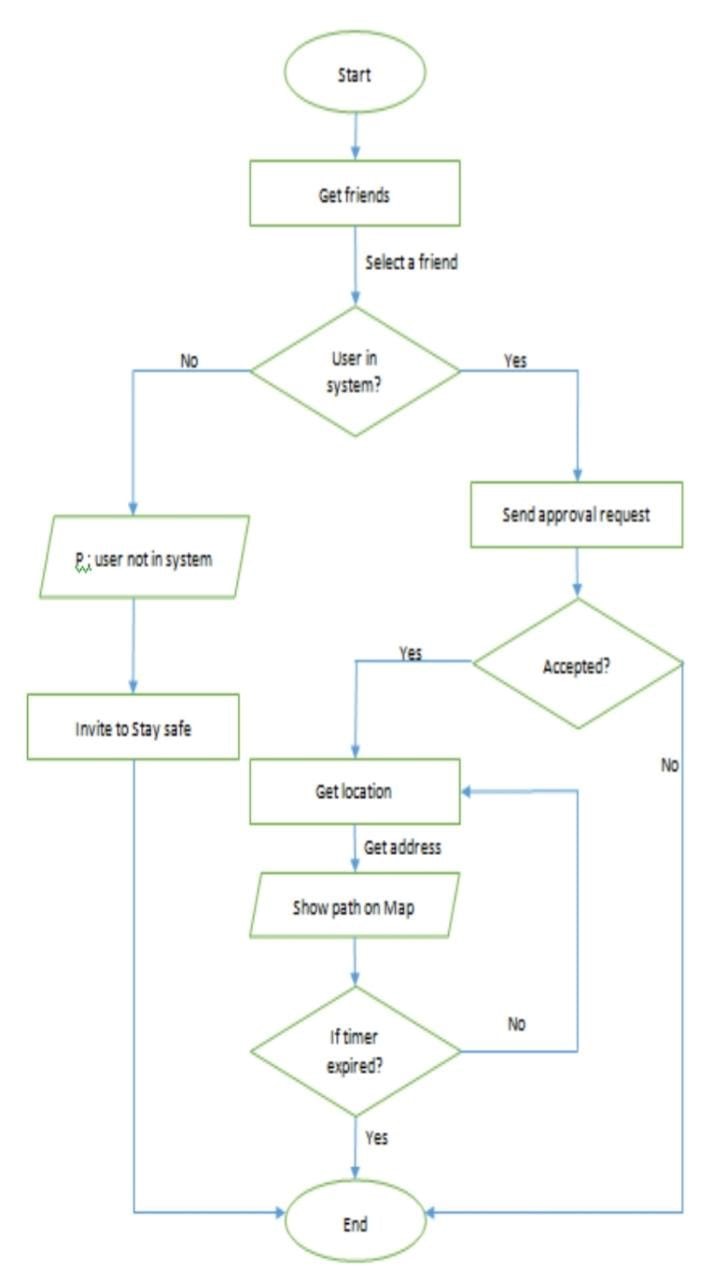 Start
Get friends
Select a friend
User in
system?
No
Yes
Send approval request
P ; user not in system
Accepted?
Yes
Invite to Stay safe
No
Get location
Get address
Show path on Map
If timer
expired?
No
Yes
End